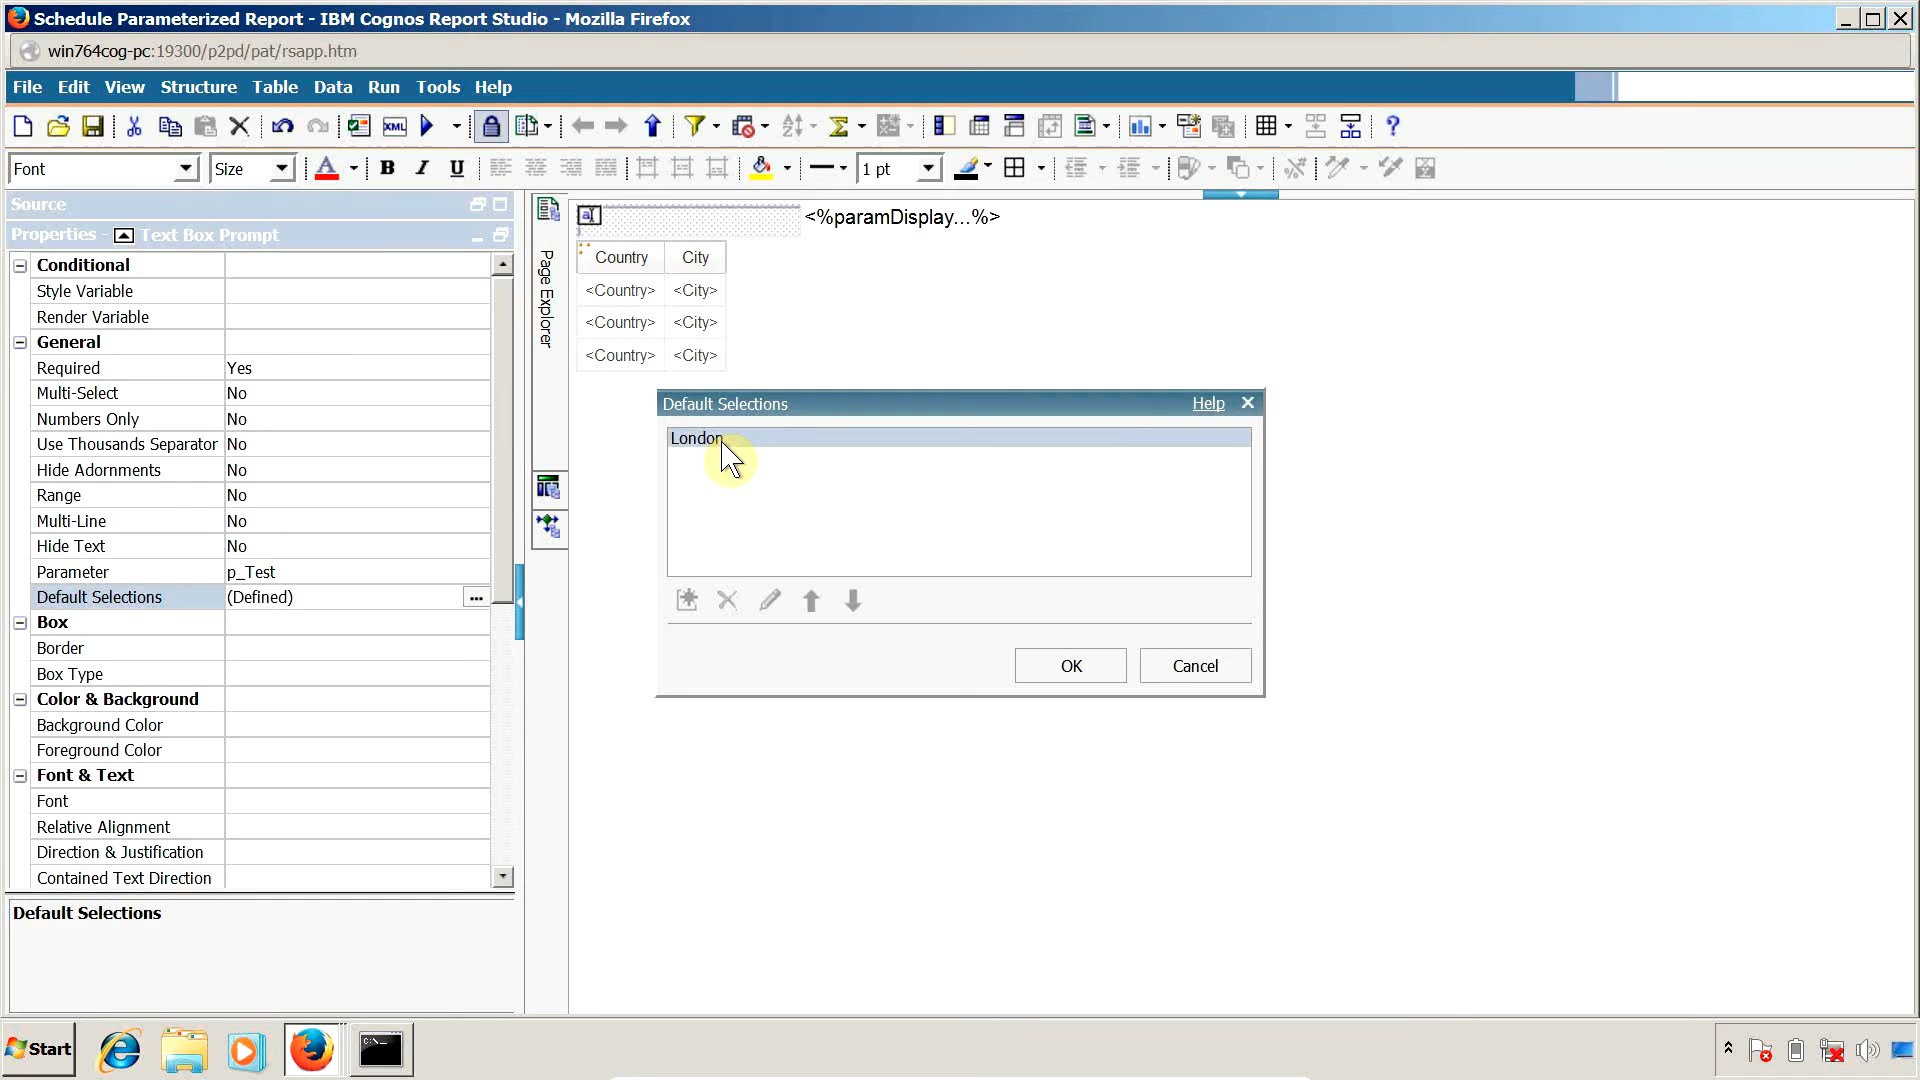 Schedule Parameterized Report - IBM Cognos Report Studio - Mozilla Firefox
win764cog-pc:19300/p2pd/pat/rsapp.htm
File Edit View Structure Table Data Run Tools Help
XML
Font Size A B I U 1 pt
Source
Properties - Text Box Prompt
Conditional
Style Variable
Render Variable
General
Required Yes
Multi-Select No
Numbers Only No
Use Thousands Separator No
Hide Adornments No
Range No
Multi-Line No
Hide Text No
Parameter p_Test
Default Selections (Defined) ...
Box
Border
Box Type
Color & Background
Background Color
Foreground Color
Font & Text
Font
Relative Alignment
Direction & Justification
Contained Text Direction
Default Selections
Page Explorer
a <%paramDisplay...%>
Country City
<Country> <City>
<Country> <City>
<Country> <City>
Default Selections Help
London
OK Cancel
Start
C:\_